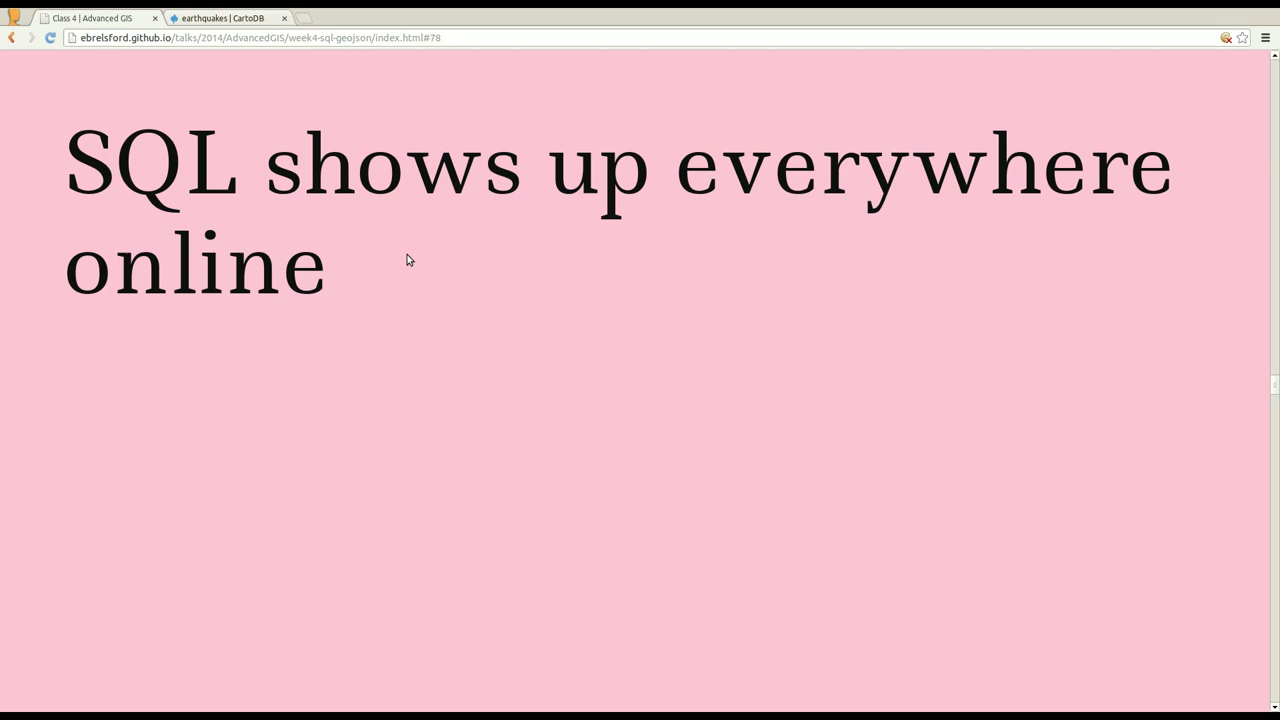 Class 4 | Advanced GIS
earthquakes | CartoDB
ebrelsford.github.io/talks/2014/AdvancedGIS/week4-sql-geojson/index.html#78
SQL shows up everywhere
online